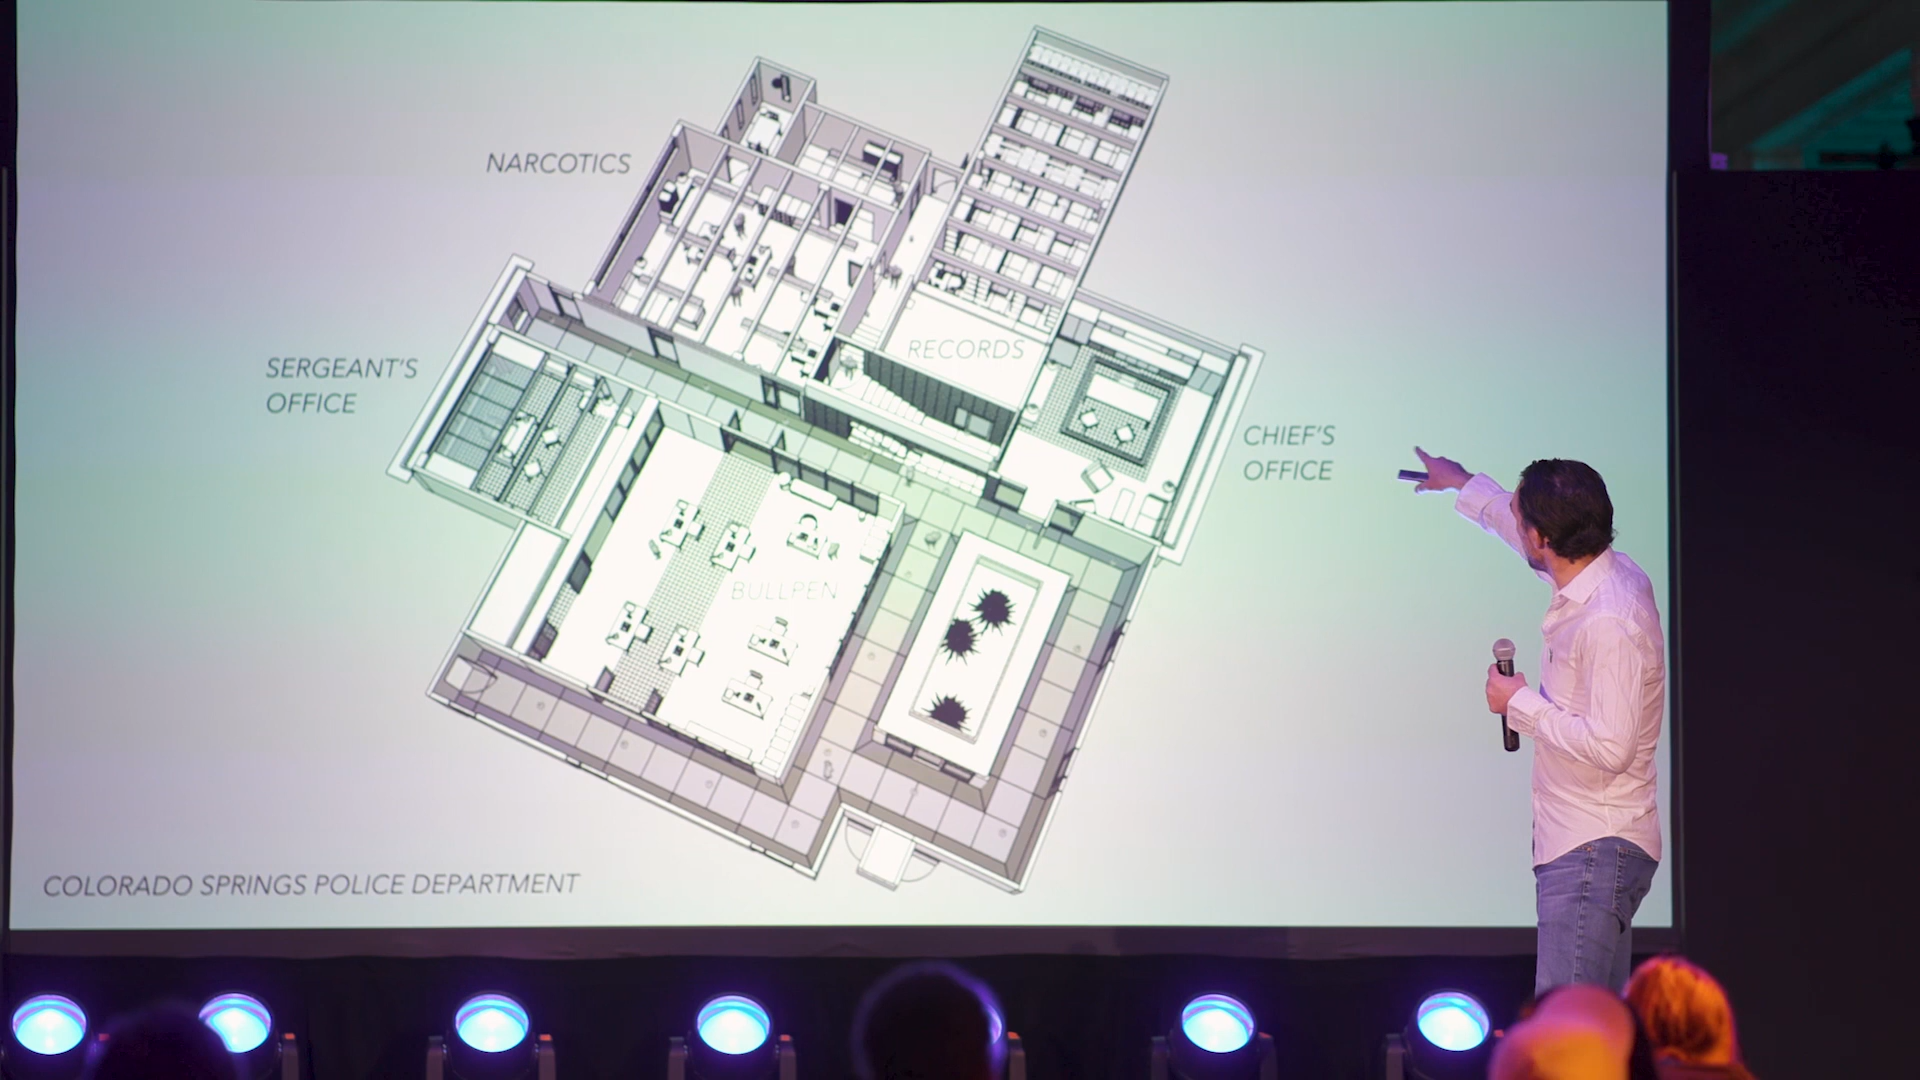 NARCOTICS
RECORDS
SERGEANT'S
OFFICE
CHIEF'S
OFFICE
BULLPEN
COLORADO SPRINGS POLICE DEPARTMENT